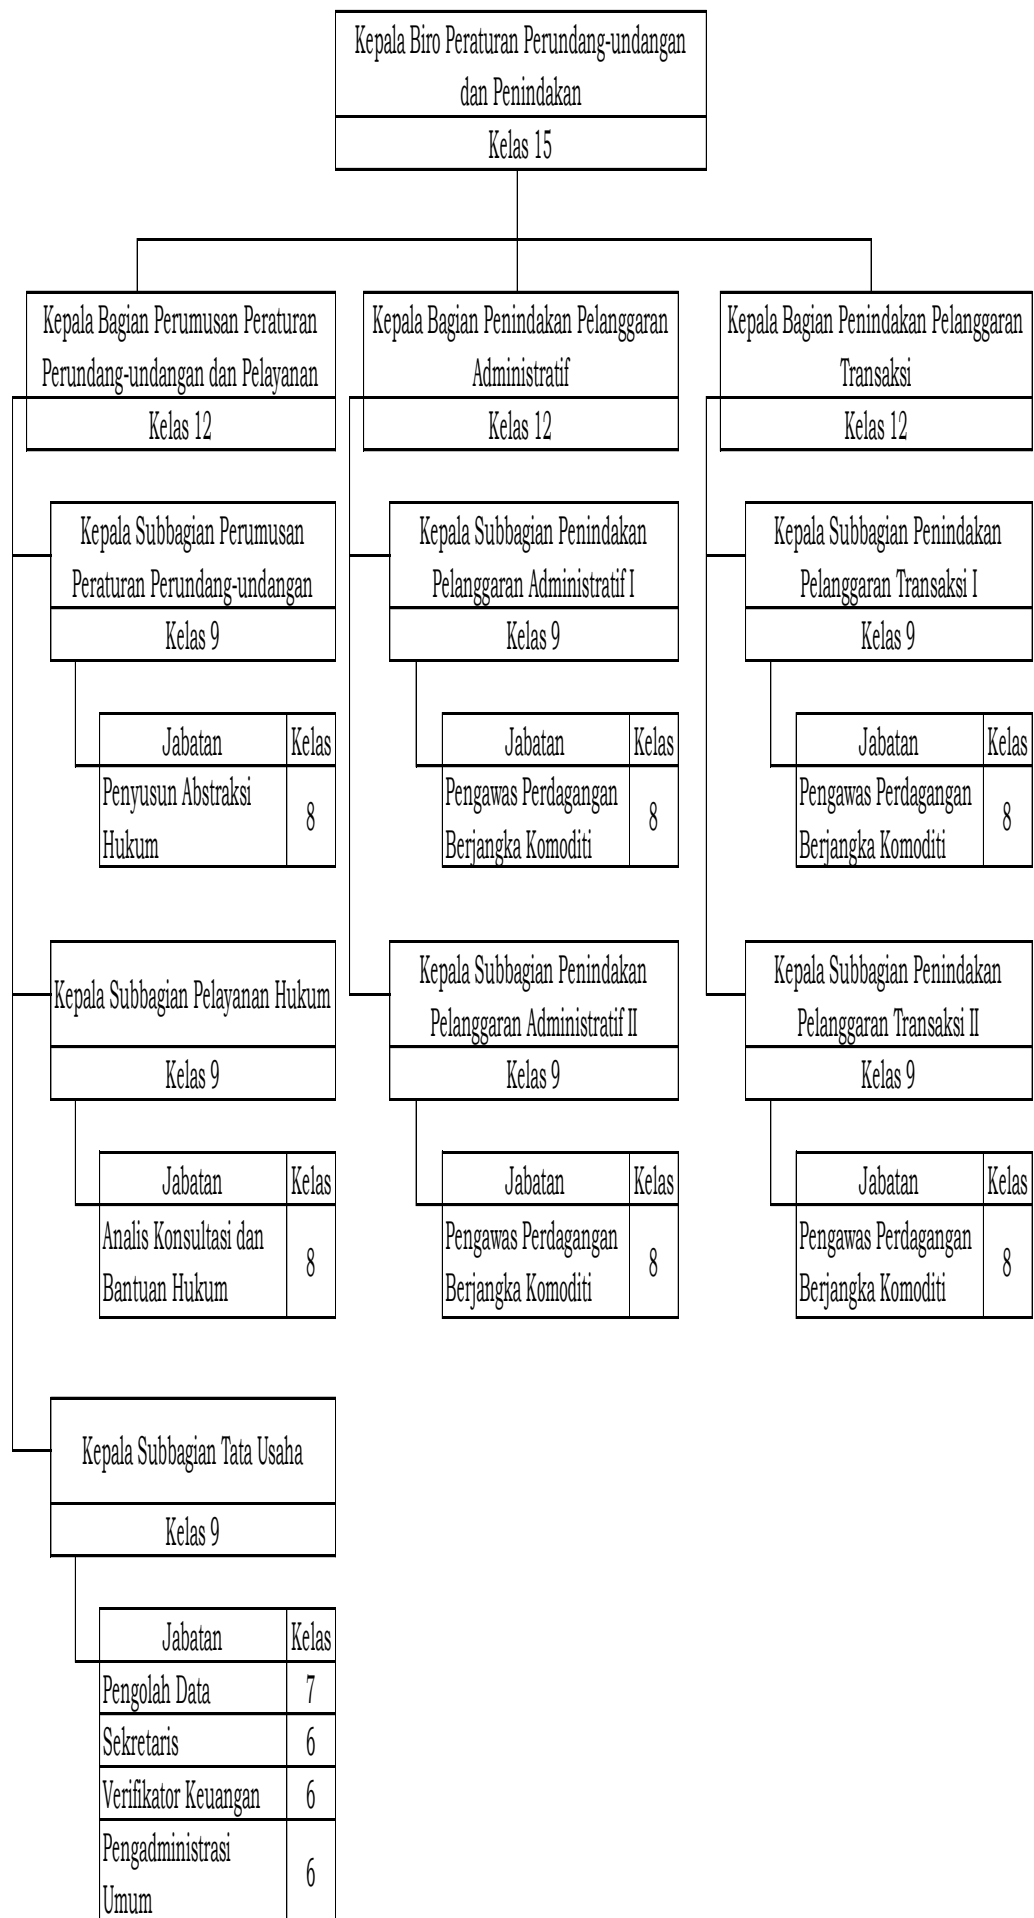 Kepala Biro Peraturan Perundang-undangan
dan Penindakan
Kelas 15
Kepala Bagian Perumusan Peraturan
Perundang-undangan dan Pelayanan
Kelas 12
Kepala Subbagian Perumusan
Peraturan Perundang-undangan
Kelas 9
Jabatan Kelas
Penyusun Abstraksi
Hukum
8
Kepala Subbagian Pelayanan Hukum
Kelas 9
Jabatan Kelas
Analis Konsultasi dan
Bantuan Hukum
8
Kepala Subbagian Tata Usaha
Kelas 9
Jabatan Kelas
Pengolah Data 7
Sekretaris 6
Verifikator Keuangan 6
Pengadministrasi
Umum
6
Kepala Bagian Penindakan Pelanggaran
Administratif
Kelas 12
Kepala Subbagian Penindakan
Pelanggaran Administratif I
Kelas 9
Jabatan Kelas
Pengawas Perdagangan
Berjangka Komoditi
8
Kepala Subbagian Penindakan
Pelanggaran Administratif II
Kelas 9
Jabatan Kelas
Pengawas Perdagangan
Berjangka Komoditi
8
Kepala Bagian Penindakan Pelanggaran
Transaksi
Kelas 12
Kepala Subbagian Penindakan
Pelanggaran Transaksi I
Kelas 9
Jabatan Kelas
Pengawas Perdagangan
Berjangka Komoditi
8
Kepala Subbagian Penindakan
Pelanggaran Transaksi II
Kelas 9
Jabatan Kelas
Pengawas Perdagangan
Berjangka Komoditi
8